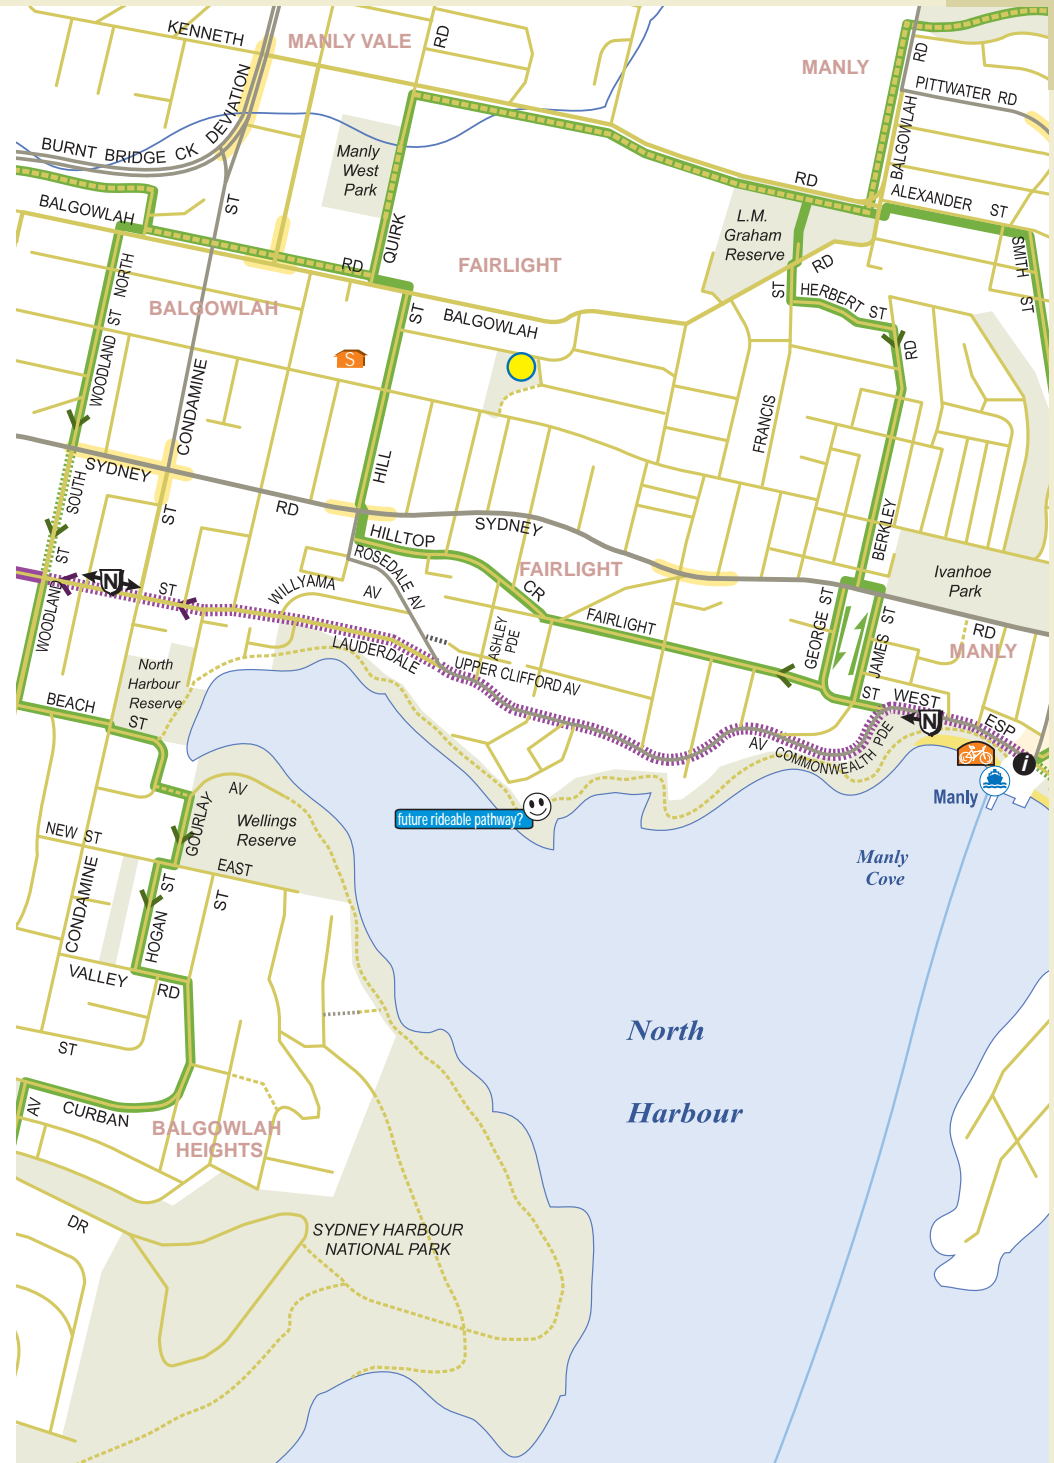 KENNETH
MANLY VALE
RD
MANLY
RD
PITTWATER RD
BALGOWLAH
BURNT BRIDGE CK DEVIATION
Manly
West
Park
RD
ALEXANDER ST
BALGOWLAH
ST
QUIRK
L.M.
Graham
Reserve
SMITH ST
NORTH
RD
FAIRLIGHT
RD
ST
HERBERT ST
BALGOWLAH
ST
BALGOWLAH
WOODLAND ST
S
RD
CONDAMINE
FRANCIS
HILL
SYDNEY
SOUTH
RD
SYDNEY
ST
HILLTOP
BERKLEY
ROSEDALE AV
FAIRLIGHT
CR
Ivanhoe
Park
ST
N
ST
WILLYAMA AV
WOODLAND
FAIRLIGHT
GEORGE ST
JAMES ST
RD
MANLY
ASHLEY
PDE
LAUDERDALE
UPPER CLIFFORD AV
North
Harbour
Reserve
BEACH
ST
ST
WEST
ESP
N
AV
COMMONWEALTH PDE
i
Manly
AV
GOURLAY
Wellings
Reserve
future rideable pathway?
NEW ST
EAST
ST
ST
CONDAMINE
HOGAN
Manly
Cove
VALLEY
RD
North
ST
AV
CURBAN
Harbour
BALGOWLAH
HEIGHTS
DR
SYDNEY HARBOUR
NATIONAL PARK